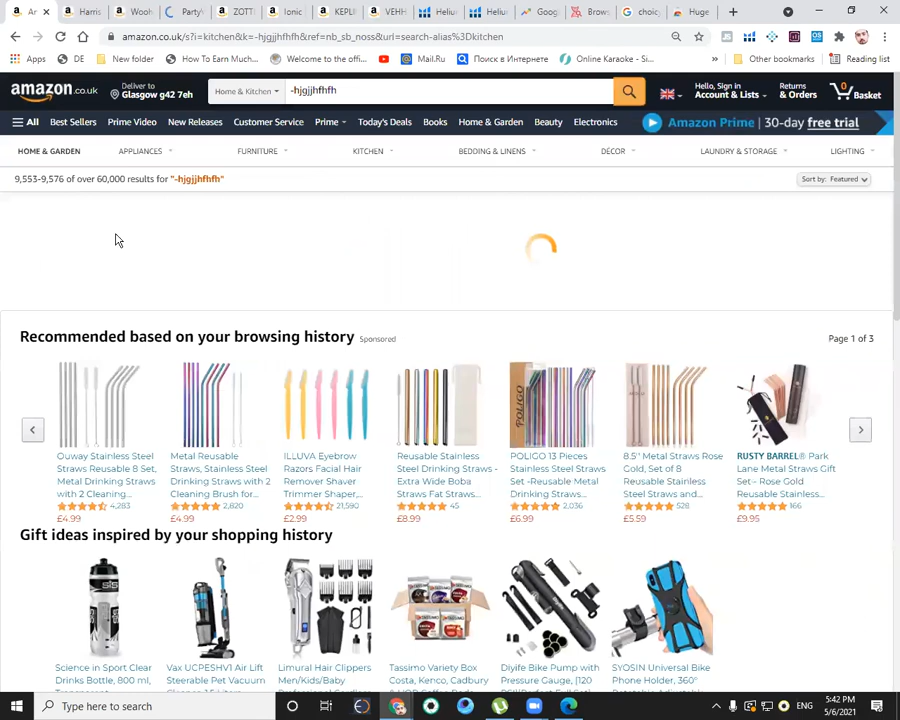 Ar
Harris
Wooh
Party
ZOTT
Ionic
KEPLIN
VEHH
Helium
Helium
Goog
Brows
choic
Huge
amazon.co.uk/s?i=kitchen&k=-hjgjjhfhfh&ref=nb_sb_noss&url=search-alias%3Dkitchen
Apps
DE
New folder
How To Earn Much...
Welcome to the offi...
Mail.Ru
Поиск в Интернете
Online Karaoke - Si...
»
Other bookmarks
Reading list
amazon.co.uk
Deliver to
Glasgow g42 7eh
Home & Kitchen
-hjgjjhfhfh
Hello, Sign in
Account & Lists
Returns
& Orders
0
Basket
All
Best Sellers
Prime Video
New Releases
Customer Service
Prime
Today's Deals
Books
Home & Garden
Beauty
Electronics
Amazon Prime | 30-day free trial
HOME & GARDEN
APPLIANCES
FURNITURE
KITCHEN
BEDDING & LINENS
DÉCOR
LAUNDRY & STORAGE
LIGHTING
9,553-9,576 of over 60,000 results for "-hjgjjhfhfh"
Sort by: Featured
Recommended based on your browsing history Sponsored
Page 1 of 3
POLIGO
Ouway Stainless Steel
Straws Reusable 8 Set,
Metal Drinking Straws
with 2 Cleaning...
4,283
£4.99
Metal Reusable
Straws, Stainless Steel
Drinking Straws with 2
Cleaning Brush for...
2,820
£4.99
ILLUVA Eyebrow
Razors Facial Hair
Remover Shaver
Trimmer Shaper,...
21,590
£2.99
Reusable Stainless
Steel Drinking Straws -
Extra Wide Boba
Straws Fat Straws...
45
£8.99
POLIGO 13 Pieces
Stainless Steel Straws
Set -Reusable Metal
Drinking Straws...
2,036
£6.99
8.5" Metal Straws Rose
Gold, Set of 8
Reusable Stainless
Steel Straws and...
528
£5.59
RUSTY BARREL® Park
Lane Metal Straws Gift
Set – Rose Gold
Reusable Stainless...
166
£9.95
Gift ideas inspired by your shopping history
SiS
Science in Sport Clear
Drinks Bottle, 800 ml,
Vax UCPESHV1 Air Lift
Steerable Pet Vacuum
Limural Hair Clippers
Men/Kids/Baby
Tassimo Variety Box
Costa, Kenco, Cadbury
Diyife Bike Pump with
Pressure Gauge, [120
SYOSIN Universal Bike
Phone Holder, 360°
Type here to search
5:42 PM
5/6/2021